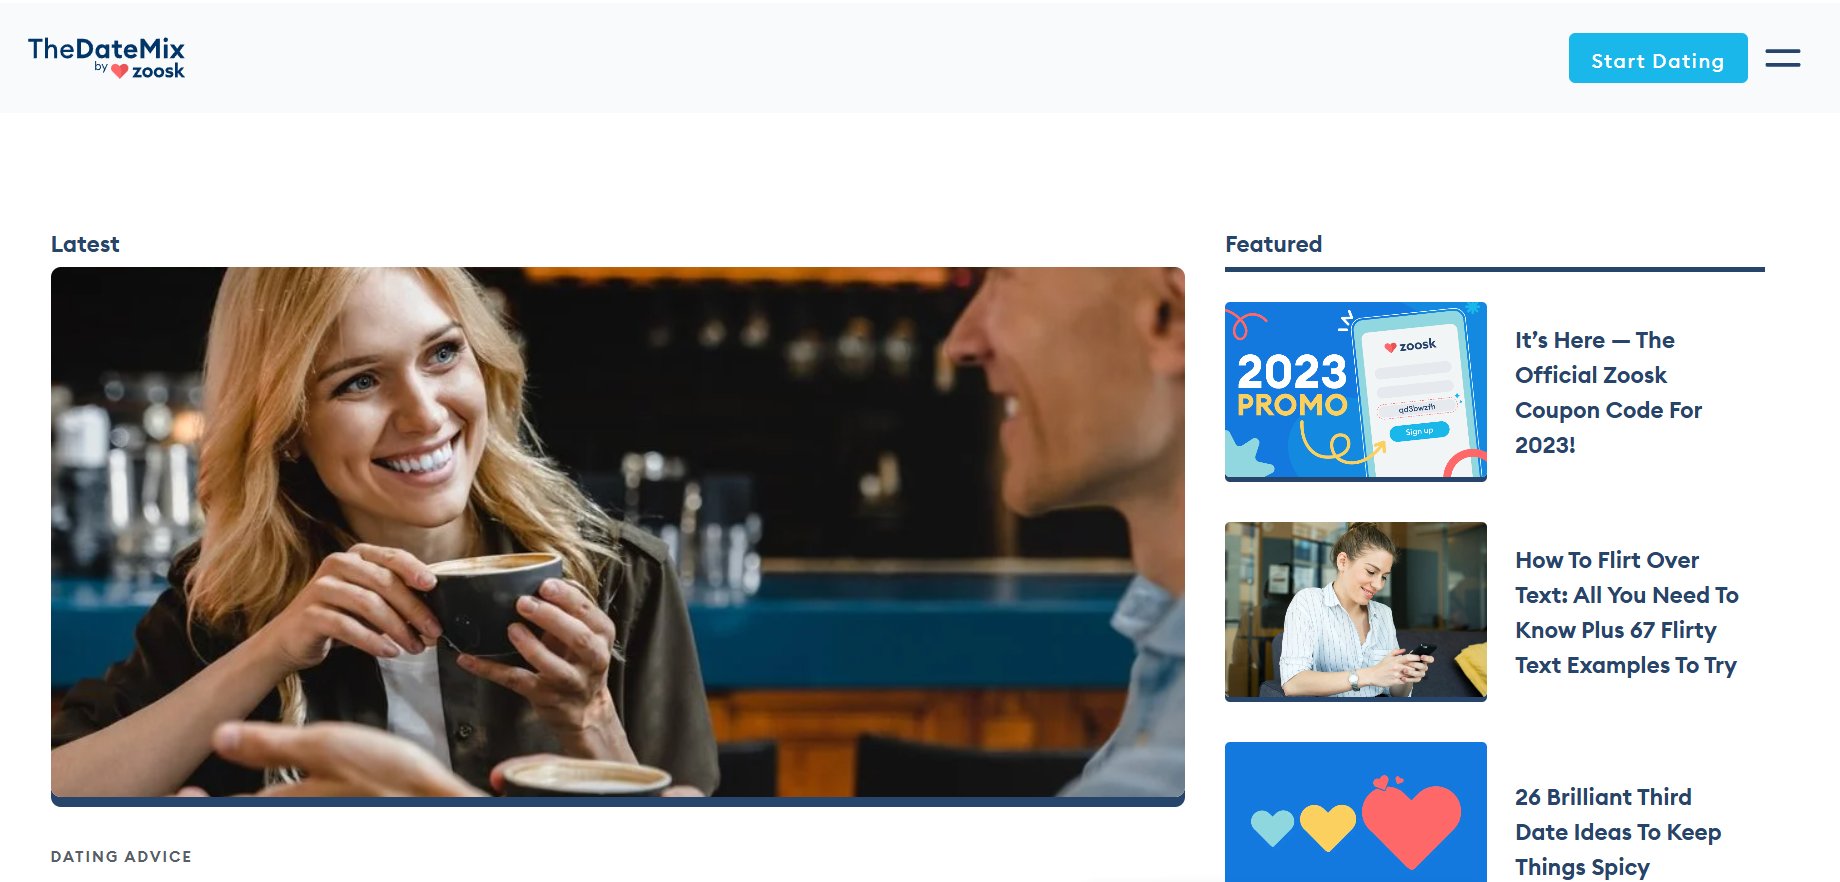 TheDateMix
by zoosk
Start Dating
Latest
Featured
zoosk
2023
PROMO
qd3bwzfh
Sign up
It’s Here — The
Official Zoosk
Coupon Code For
2023!
How To Flirt Over
Text: All You Need To
Know Plus 67 Flirty
Text Examples To Try
26 Brilliant Third
Date Ideas To Keep
Things Spicy
DATING ADVICE